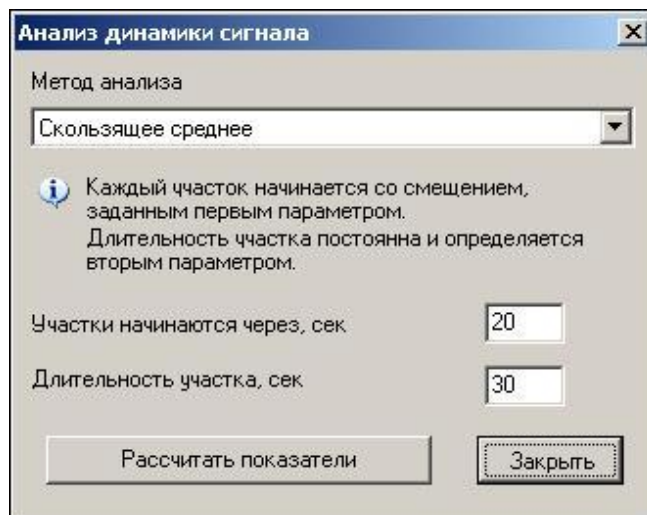 Анализ динамики сигнала
Метод анализа
Скользящее среднее
Каждый участок начинается со смещением,
заданным первым параметром.
Длительность участка постоянна и определяется
вторым параметром.
Участки начинаются через, сек 20
Длительность участка, сек 30
Рассчитать показатели Закрыть